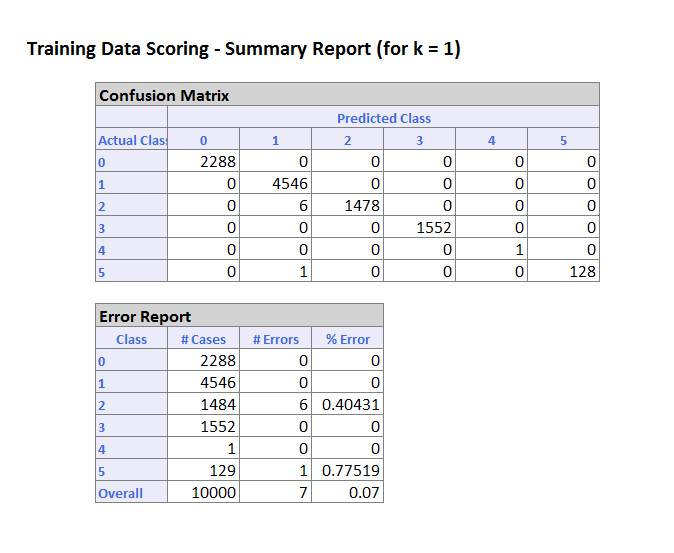 Training Data Scoring - Summary Report (for k = 1)
Confusion Matrix
Predicted Class
Actual Clas 0 1 2 3 4 5
0 2288 0 0 0 0 0
1 0 4546 0 0 0 0
2 0 6 1478 0 0 0
3 0 0 0 1552 0 0
4 0 0 0 0 1 0
5 0 1 0 0 0 128
Error Report
Class # Cases # Errors % Error
0 2288 0 0
1 4546 0 0
2 1484 6 0.40431
3 1552 0 0
4 1 0 0
5 129 1 0.77519
Overall 10000 7 0.07